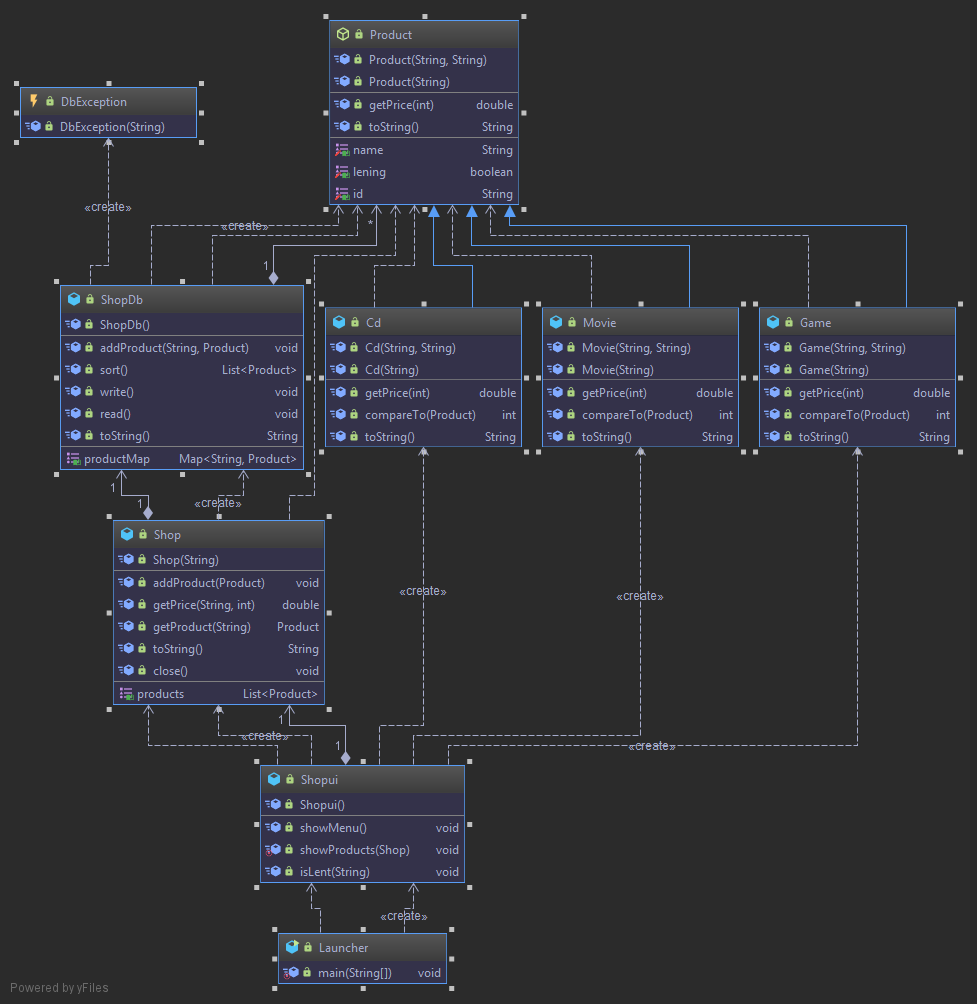 Product
Product(String, String)
Product(String)
getPrice(int) double
toString() String
name String
lening boolean
id String
DbException
DbException(String)
«create»
«create»
*
1
ShopDb
ShopDb()
addProduct(String, Product) void
sort() List<Product>
write() void
read() void
toString() String
productMap Map<String, Product>
Cd
Cd(String, String)
Cd(String)
getPrice(int) double
compareTo(Product) int
toString() String
Movie
Movie(String, String)
Movie(String)
getPrice(int) double
compareTo(Product) int
toString() String
Game
Game(String, String)
Game(String)
getPrice(int) double
compareTo(Product) int
toString() String
1
1
«create»
Shop
Shop(String)
addProduct(Product) void
getPrice(String, int) double
getProduct(String) Product
toString() String
close() void
products List<Product>
«create»
«create»
«create»
1
«create»
1
Shopui
Shopui()
showMenu() void
showProducts(Shop) void
isLent(String) void
«create»
Launcher
main(String[]) void
Powered by yFiles